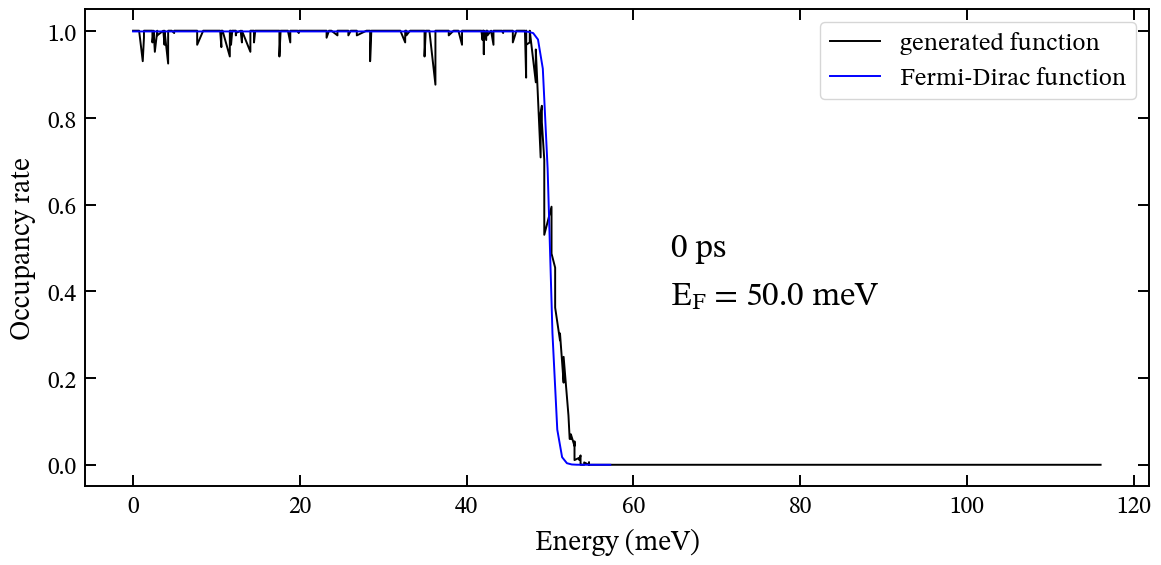 generated function
Fermi-Dirac function
Occupancy rate
1.0
0.8
0.6
0.4
0.2
0.0
0 ps
E_F = 50.0 meV
0 20 40 60 80 100 120
Energy (meV)